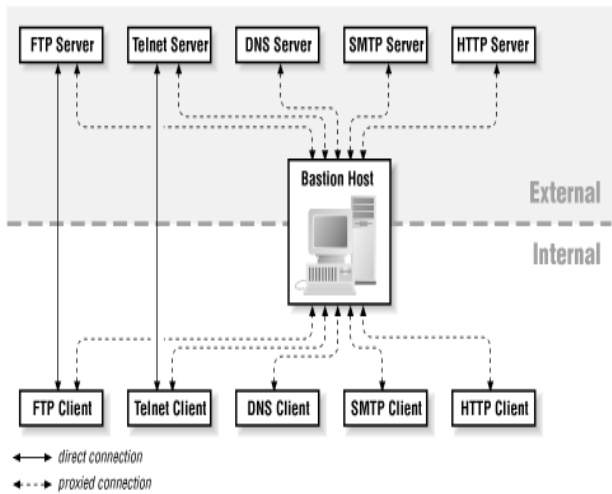 FTP Server
Telnet Server
DNS Server
SMTP Server
HTTP Server
Bastion Host
External
Internal
FTP Client
Telnet Client
DNS Client
SMTP Client
HTTP Client
direct connection
proxied connection